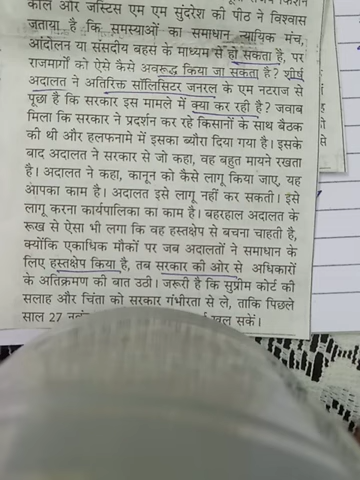 कौल और जस्टिस एम एम सुंदरेश की पीठ ने विश्वास
जताया है कि समस्याओं का समाधान न्यायिक मंच,
आंदोलन या संसदीय बहस के माध्यम से हो सकता है, पर
राजमार्गों को ऐसे कैसे अवरूद्ध किया जा सकता है? शीर्ष
अदालत ने अतिरिक्त सॉलिसिटर जनरल के एम नटराज से
पूछा है कि सरकार इस मामले में क्या कर रही है? जवाब
मिला कि सरकार ने प्रदर्शन कर रहे किसानों के साथ बैठक
की थी और हलफनामे में इसका ब्यौरा दिया गया है। इसके
बाद अदालत ने सरकार से जो कहा, वह बहुत मायने रखता
है। अदालत ने कहा, कानून को कैसे लागू किया जाए, यह
आपका काम है। अदालत इसे लागू नहीं कर सकती। इसे
लागू करना कार्यपालिका का काम है। बहरहाल अदालत के
रूख से ऐसा भी लगा कि वह हस्तक्षेप से बचना चाहती है,
क्योंकि एकाधिक मौकों पर जब अदालतों ने समाधान के
लिए हस्तक्षेप किया है, तब सरकार की ओर से अधिकारों
के अतिक्रमण की बात उठी। जरूरी है कि सुप्रीम कोर्ट की
सलाह और चिंता को सरकार गंभीरता से ले, ताकि पिछले
साल 27 खुल सकें।